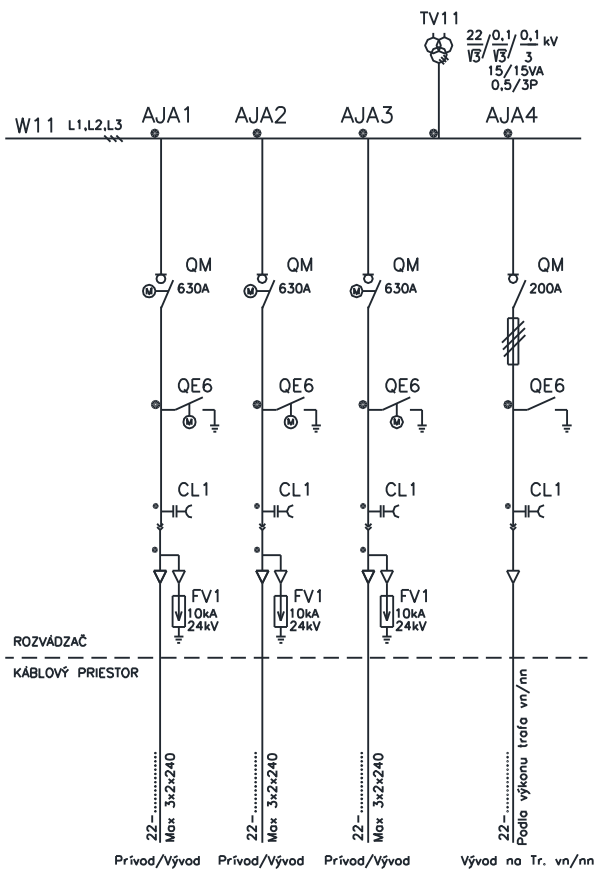 TV11
22/√3 / 0,1/√3 / 0,1/3 kV
15/15VA
0,5/3P
W11 L1,L2,L3
AJA1 AJA2 AJA3 AJA4
QM QM QM QM
M 630A M 630A M 630A 200A
QE6 QE6 QE6 QE6
M M M
CL1 CL1 CL1 CL1
FV1 FV1 FV1
10kA 10kA 10kA
24kV 24kV 24kV
ROZVÁDZAČ
KÁBLOVÝ PRIESTOR
22-..............
Max 3x2x240
22-..............
Max 3x2x240
22-..............
Max 3x2x240
22-..............
Podla výkonu trafa vn/nn
Prívod/Vývod Prívod/Vývod Prívod/Vývod Vývod na Tr. vn/nn